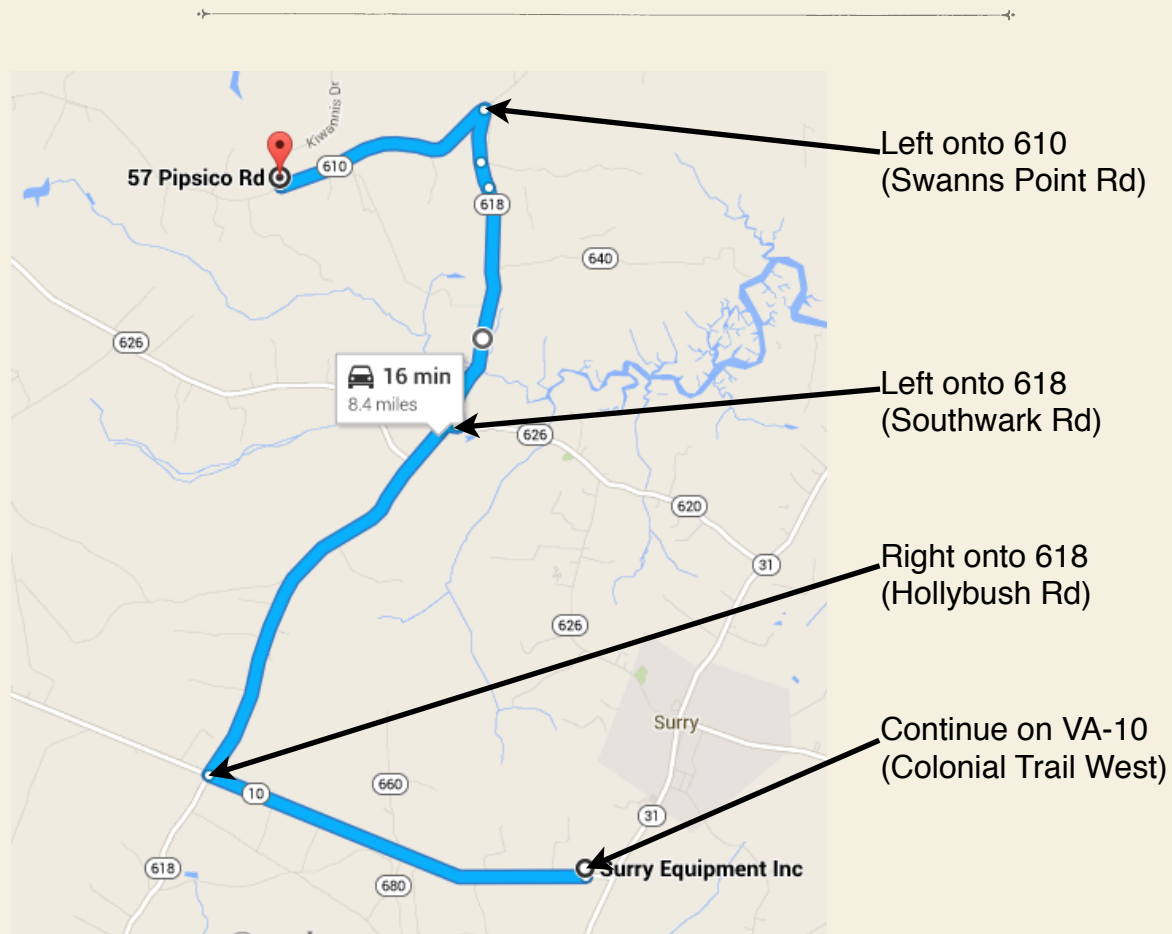 Kiwannis Dr
610
57 Pipsico Rd
Left onto 610
(Swanns Point Rd)
618
640
626
16 min
8.4 miles
Left onto 618
(Southwark Rd)
626
620
31
Right onto 618
(Hollybush Rd)
626
Surry
Continue on VA-10
(Colonial Trail West)
660
10
31
618
Surry Equipment Inc
680